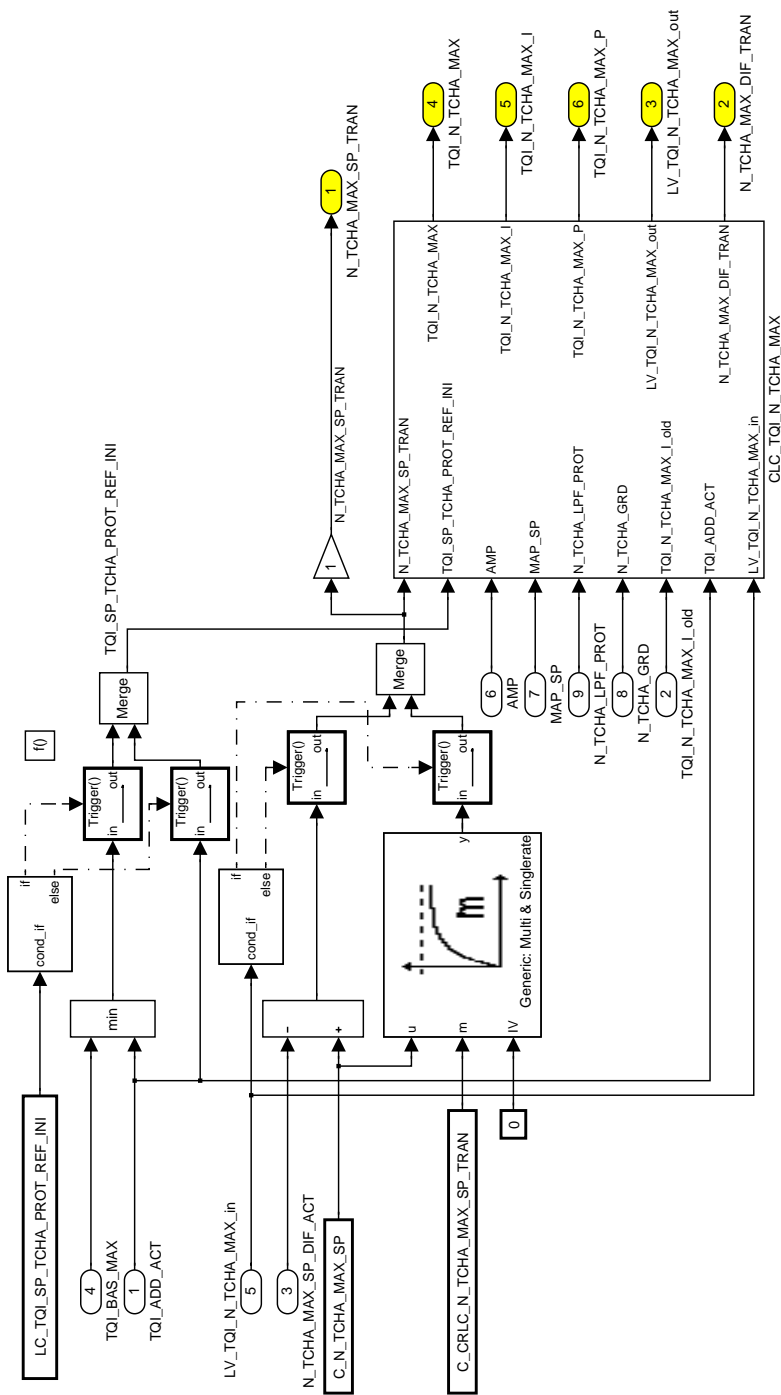 LC_TQI_SP_TCHA_PROT_REF_INI
4
TQI_BAS_MAX
1
TQI_ADD_ACT
LV_TQI_N_TCHA_MAX_in
5
3
N_TCHA_MAX_SP_DIF_ACT
C_N_TCHA_MAX_SP
C_CRLC_N_TCHA_MAX_SP_TRAN
0
min
-
+
cond_if
if
else
cond_if
if
else
u
m
IV
y
m
Generic: Multi & Singlerate
f()
Trigger()
in
out
Trigger()
in
out
Trigger()
in
out
Trigger()
in
out
Merge
TQI_SP_TCHA_PROT_REF_INI
Merge
1
N_TCHA_MAX_SP_TRAN
1
N_TCHA_MAX_SP_TRAN
6
AMP
7
MAP_SP
9
N_TCHA_LPF_PROT
8
N_TCHA_GRD
2
TQI_N_TCHA_MAX_I_old
N_TCHA_MAX_SP_TRAN
TQI_SP_TCHA_PROT_REF_INI
AMP
MAP_SP
N_TCHA_LPF_PROT
N_TCHA_GRD
TQI_N_TCHA_MAX_I_old
TQI_ADD_ACT
LV_TQI_N_TCHA_MAX_in
TQI_N_TCHA_MAX
TQI_N_TCHA_MAX_I
TQI_N_TCHA_MAX_P
LV_TQI_N_TCHA_MAX_out
N_TCHA_MAX_DIF_TRAN
CLC_TQI_N_TCHA_MAX
4
TQI_N_TCHA_MAX
5
TQI_N_TCHA_MAX_I
6
TQI_N_TCHA_MAX_P
3
LV_TQI_N_TCHA_MAX_out
2
N_TCHA_MAX_DIF_TRAN